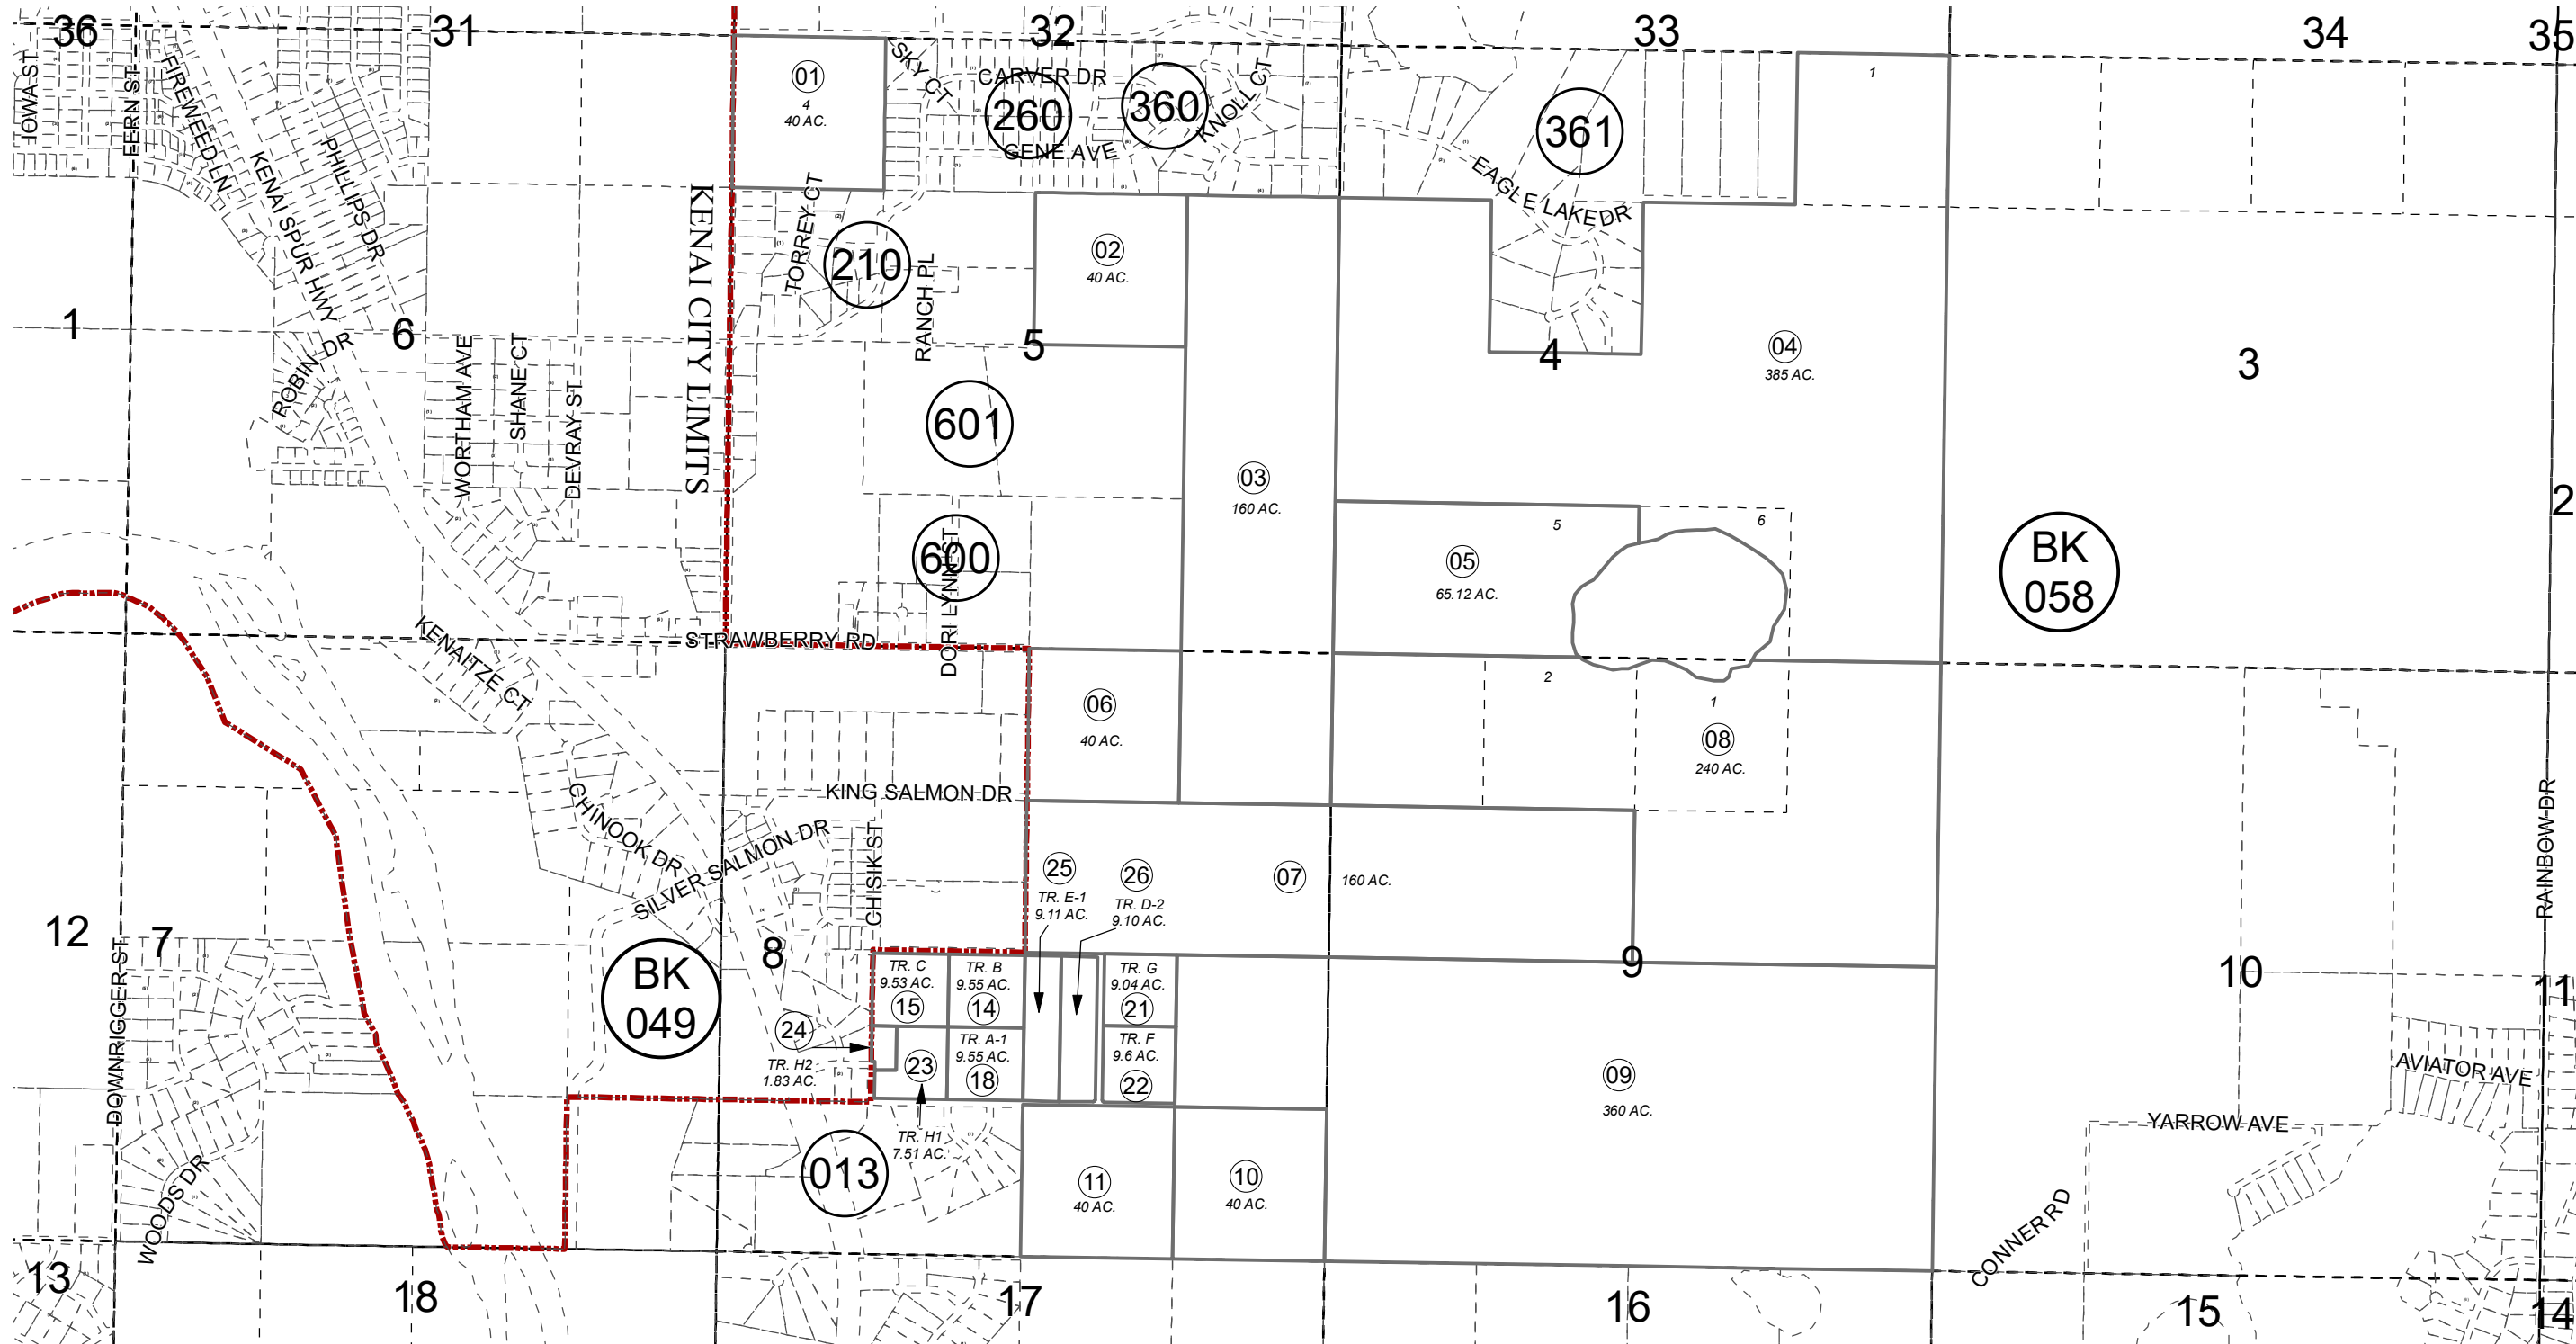 36
31
32
33
34
35
IOWA ST
FERN ST
FIREWEED LN
KENAI SPUR HWY
PHILLIPS DR
01
4
40 AC.
SKY CT
CARVER DR
260
GENE AVE
360
KNOLL CT
361
EAGLE LAKE DR
1
KENAI CITY LIMITS
TORREY CT
210
RANCH PL
02
40 AC.
1
ROBIN DR
6
5
4
04
385 AC.
3
WORTHAM AVE
SHANE CT
DEVRAY ST
601
03
160 AC.
2
600
DORI LYNN ST
5
6
05
65.12 AC.
BK
058
KENAITZE CT
STRAWBERRY RD
06
40 AC.
2
1
08
240 AC.
KING SALMON DR
CHINOOK DR
SILVER SALMON DR
CHISIK ST
RAINBOW DR
25
TR. E-1
9.11 AC.
26
TR. D-2
9.10 AC.
07
160 AC.
12
7
DOWNRIGGER ST
BK
049
8
9
10
11
TR. C
9.53 AC.
15
TR. B
9.55 AC.
14
TR. G
9.04 AC.
21
24
TR. H2
1.83 AC.
23
TR. A-1
9.55 AC.
18
TR. F
9.6 AC.
22
09
360 AC.
AVIATOR AVE
YARROW AVE
TR. H1
7.51 AC.
013
WOODS DR
11
40 AC.
10
40 AC.
CONNER RD
13
18
17
16
15
14